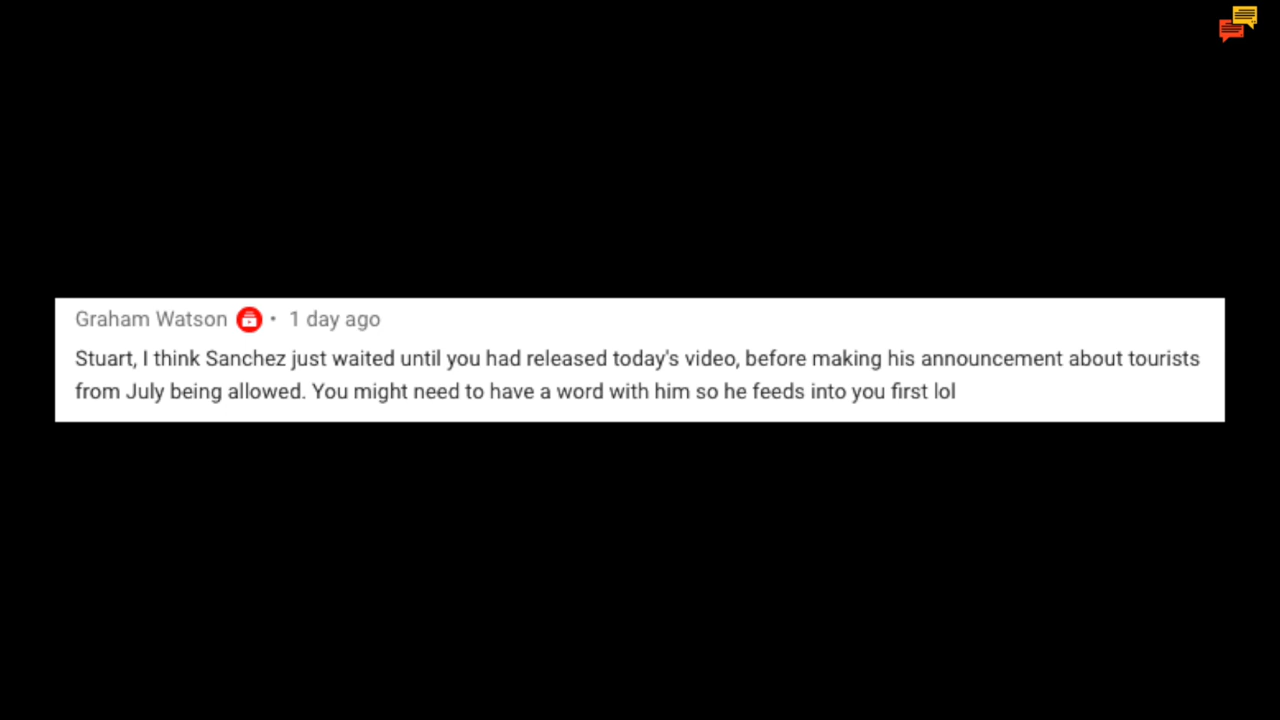 Graham Watson • 1 day ago
Stuart, I think Sanchez just waited until you had released today's video, before making his announcement about tourists
from July being allowed. You might need to have a word with him so he feeds into you first lol